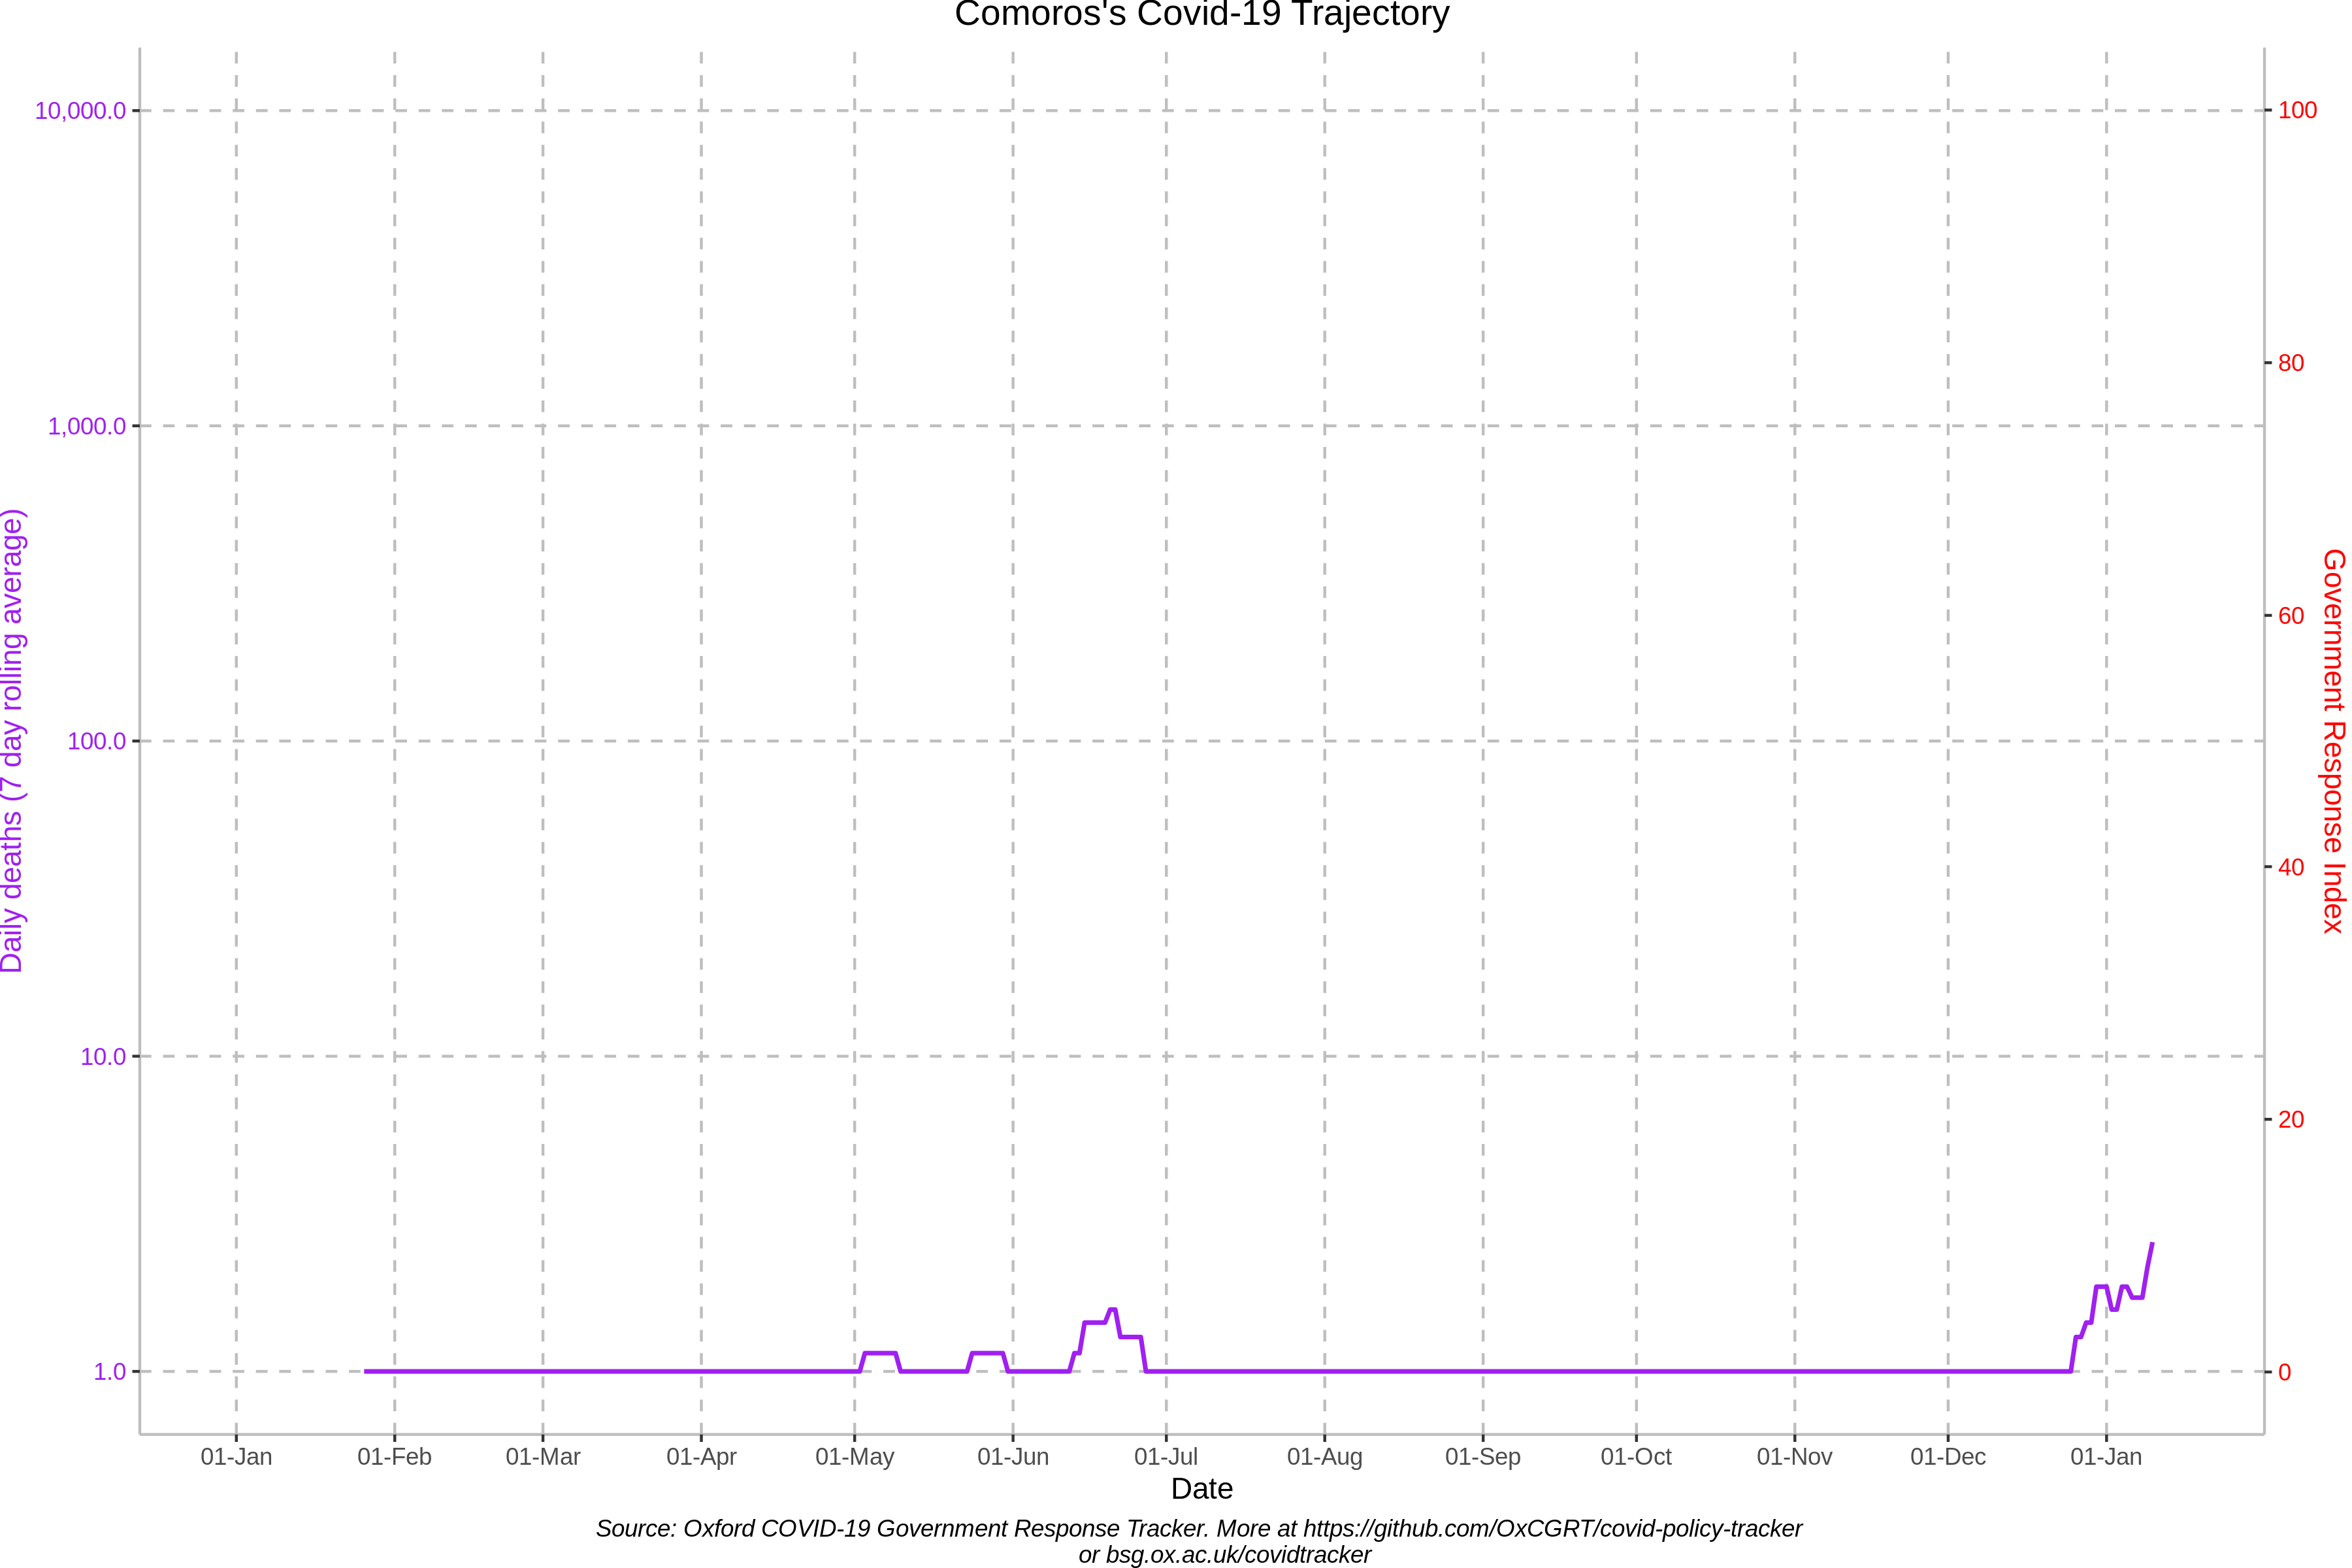 Comoros's Covid-19 Trajectory
10,000.0
1,000.0
100.0
10.0
1.0
Daily deaths (7 day rolling average)
100
80
60
40
20
0
Government Response Index
01-Jan 01-Feb 01-Mar 01-Apr 01-May 01-Jun 01-Jul 01-Aug 01-Sep 01-Oct 01-Nov 01-Dec 01-Jan
Date
Source: Oxford COVID-19 Government Response Tracker. More at https://github.com/OxCGRT/covid-policy-tracker
or bsg.ox.ac.uk/covidtracker